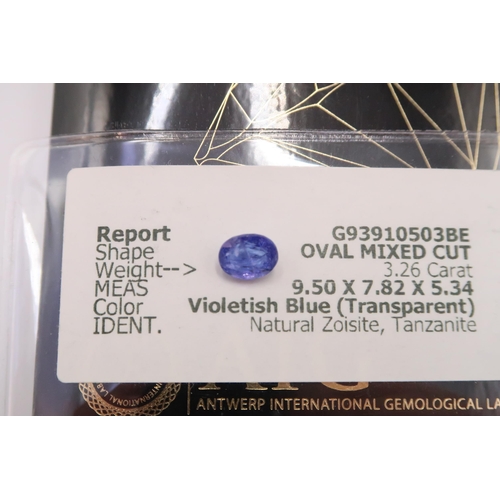 Report G93910503BE
Shape OVAL MIXED CUT
Weight--> 3.26 Carat
MEAS 9.50 X 7.82 X 5.34
Color Violetish Blue (Transparent)
IDENT. Natural Zoisite, Tanzanite
ANTWERP INTERNATIONAL GEMOLOGICAL LA